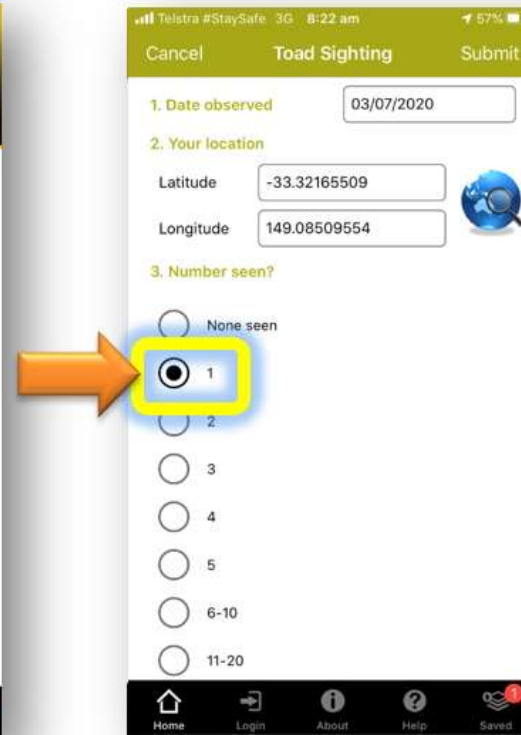 Telstra #StaySafe 3G 8:22 am 57%
Cancel Toad Sighting Submit
1. Date observed 03/07/2020
2. Your location
Latitude -33.32165509
Longitude 149.08509554
3. Number seen?
None seen
1
2
3
4
5
6-10
11-20
Home Login About Help Saved 1